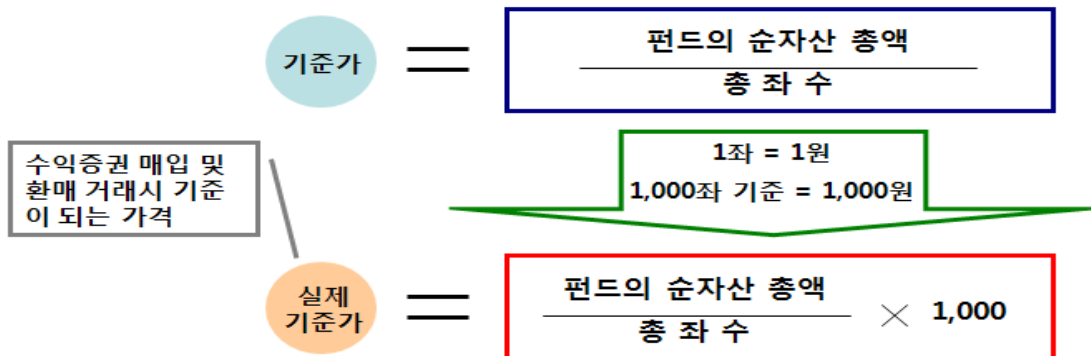 기준가
=
펀드의 순자산 총액
총 좌 수
수익증권 매입 및
환매 거래시 기준
이 되는 가격
1좌 = 1원
1,000좌 기준 = 1,000원
실제
기준가
=
펀드의 순자산 총액
총 좌 수
× 1,000